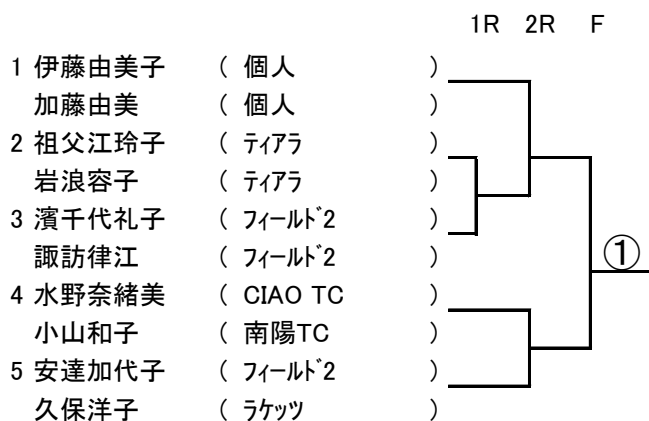 1R 2R F
1 伊藤由美子 ( 個人 )
加藤由美 ( 個人 )
2 祖父江玲子 ( ティアラ )
岩浪容子 ( ティアラ )
3 濱千代礼子 ( フィールド2 )
諏訪律江 ( フィールド2 )
①
4 水野奈緒美 ( CIAO TC )
小山和子 ( 南陽TC )
5 安達加代子 ( フィールド2 )
久保洋子 ( ラケッツ )